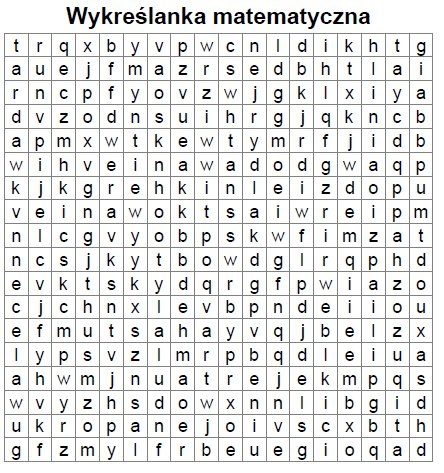 Wykreślanka matematyczna
t r q x b y v p w c n l d i k h t g
a u e j f m a z r s e d b h t l a i
r n c p f y o v z w j g k l x i y a
d v z o d n s u i h r g j q k n c b
a p m x w t k e w t y m r f j i d b
w i h v e i n a w a d o d g w a q p
k j k g r e h k i n l e i z d o p u
v e i n a w o k t s a i w r e i p m
n l c g v y o b p s k w f i m z a t
n c s j k y t b o w d g l r q p h d
e v k t s k y d q r g f p w i a z o
c j c h n x l e v b p n d e i i o u
e f m u t s a h a y v q j b e l z x
l y p s v z l m r p b q d l e i u a
a h w m j n u a t r e j e k m p q s
w v y z h s d o w x n n l i b g i d
u k r o p a n e j o i v s c x b t h
g f z m y l f r b e u e g i o q a d